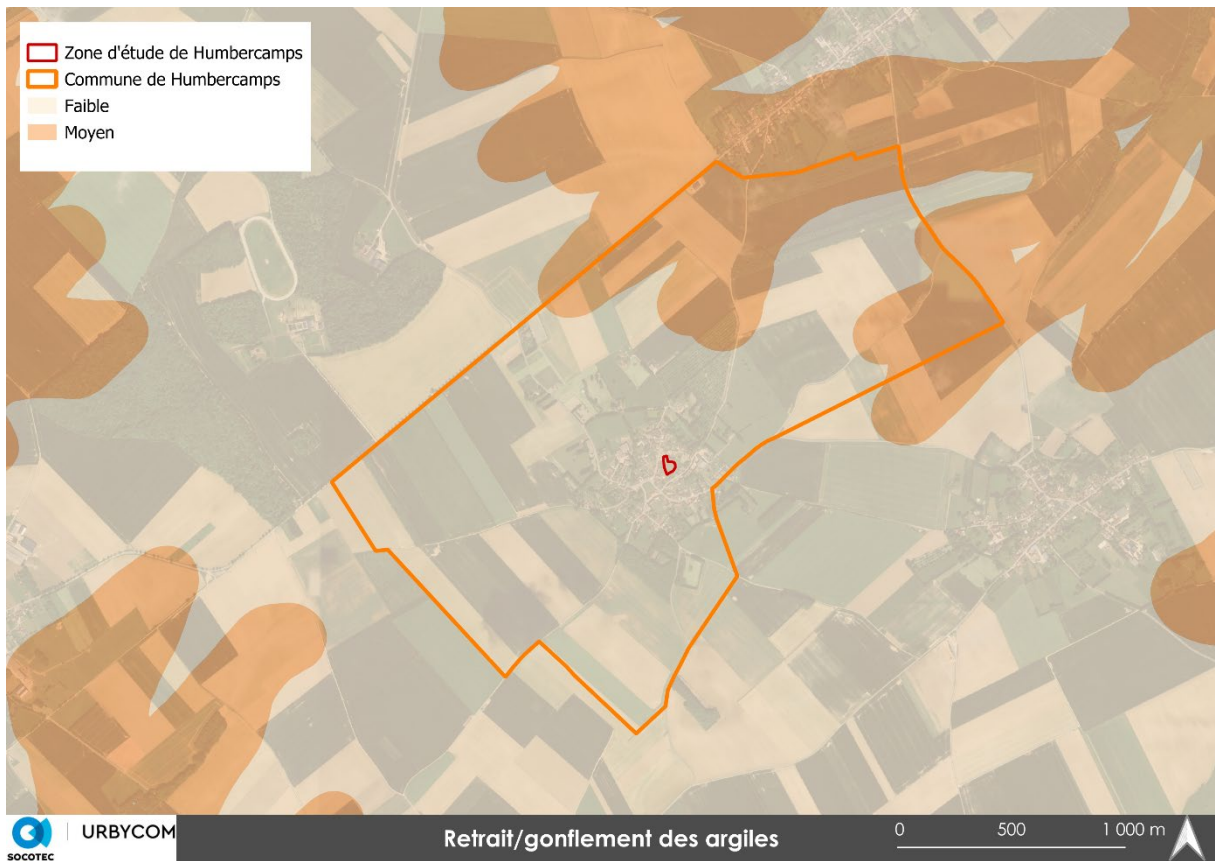 Zone d'étude de Humbercamps
Commune de Humbercamps
Faible
Moyen
SOCOTEC
URBYCOM
Retrait/gonflement des argiles
0 500 1 000 m